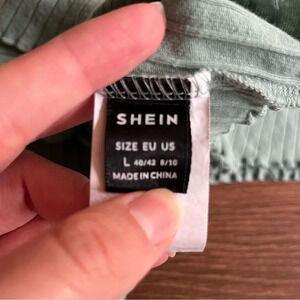 SHEIN
SIZE EU US
L 40/42 8/10
MADE IN CHINA